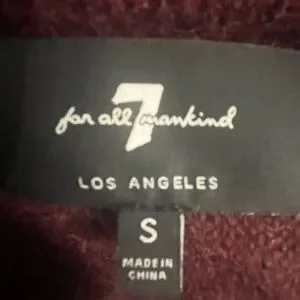 7
for all mankind
LOS ANGELES
S
MADE IN
CHINA